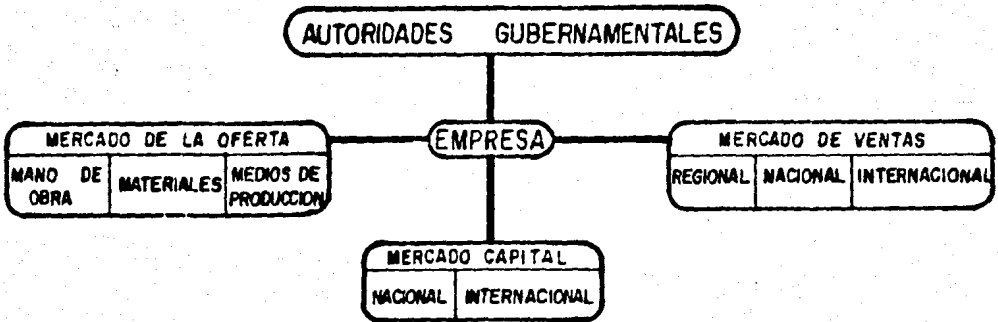 AUTORIDADES GUBERNAMENTALES
MERCADO DE LA OFERTA
MANO DE OBRA
MATERIALES
MEDIOS DE PRODUCCION
EMPRESA
MERCADO DE VENTAS
REGIONAL
NACIONAL
INTERNACIONAL
MERCADO CAPITAL
NACIONAL
INTERNACIONAL